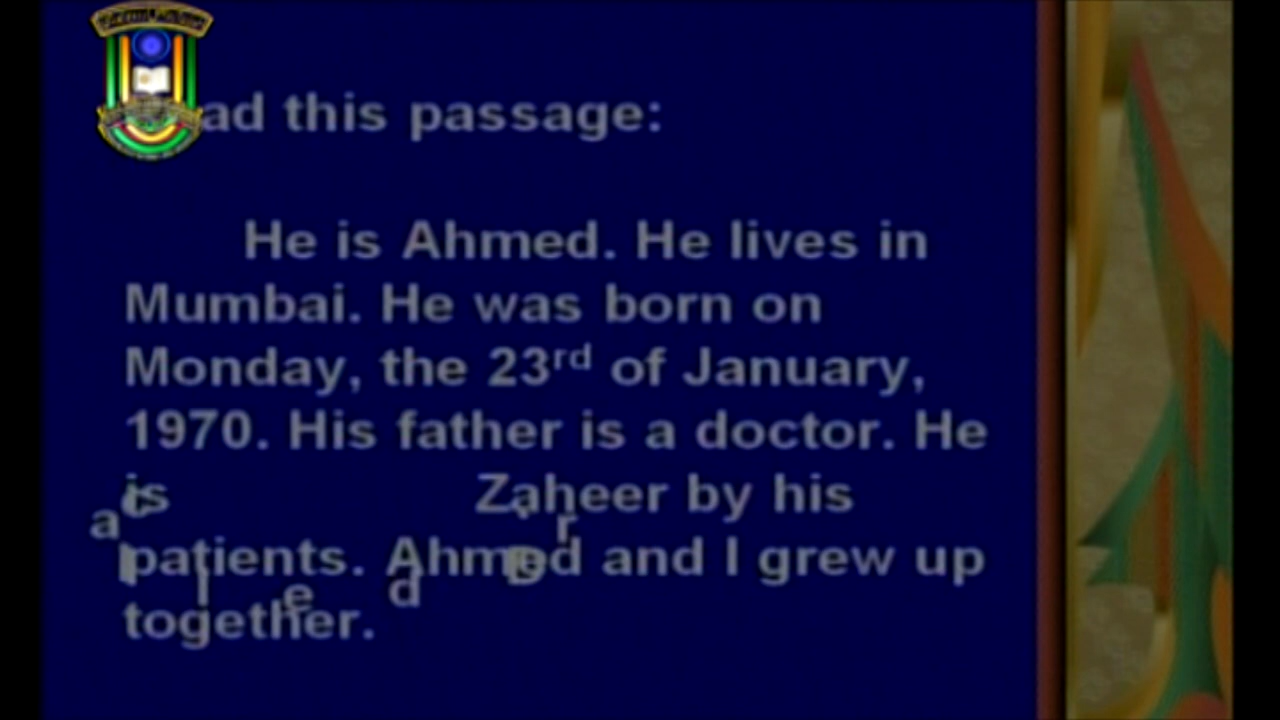 ad this passage:
He is Ahmed. He lives in
Mumbai. He was born on
Monday, the 23rd of January,
1970. His father is a doctor. He
is Zaheer by his
patients. Ahmed and I grew up
together.